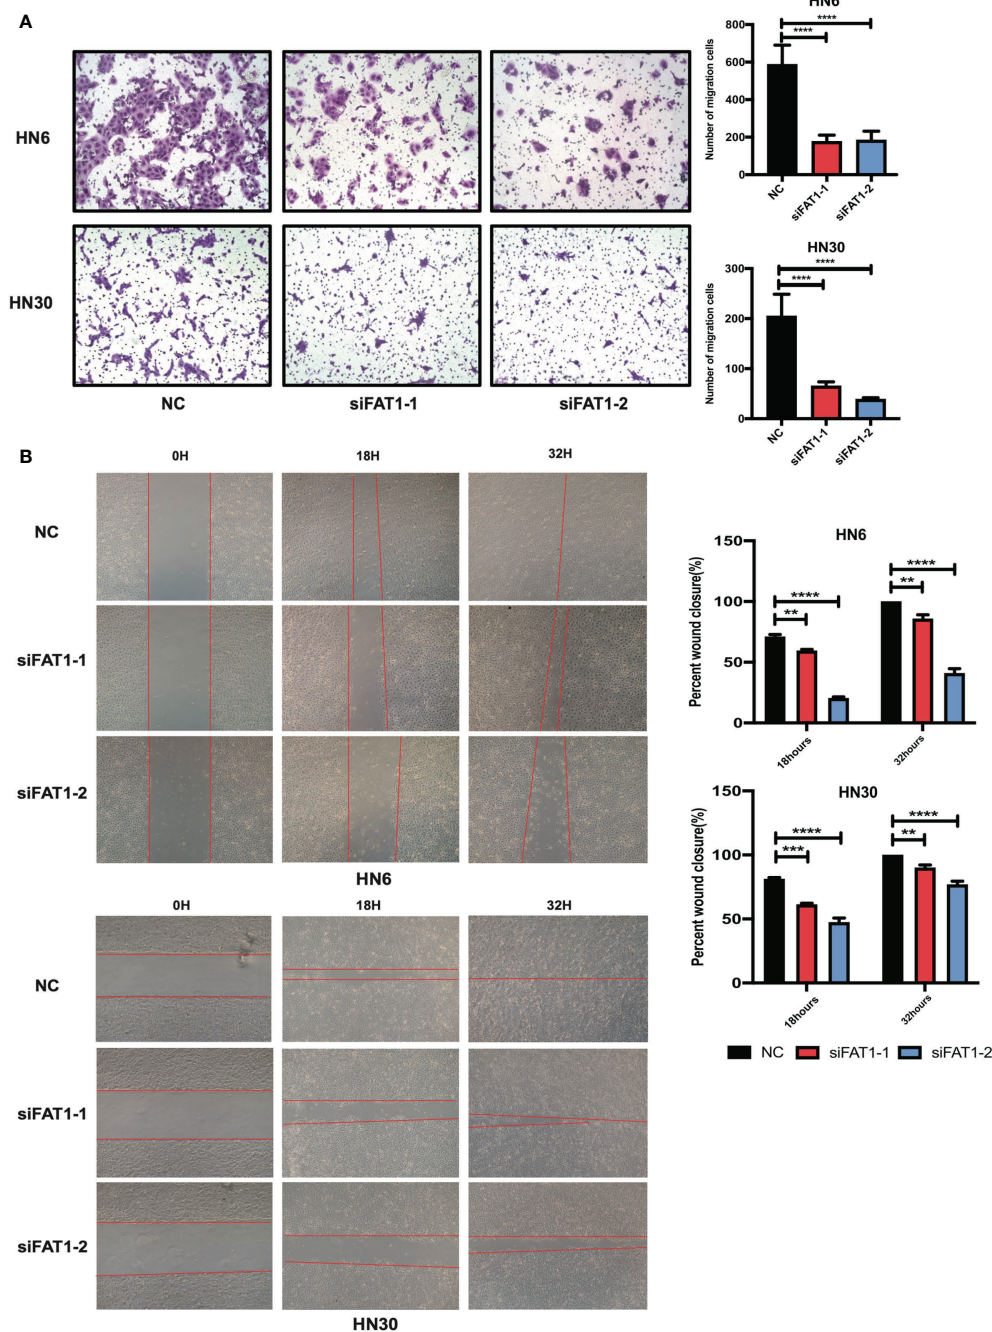 A
HN6
HN30
NC
siFAT1-1
siFAT1-2
HN6
Number of migration cells
800
600
400
200
0
****
****
NC
siFAT1-1
siFAT1-2
HN30
Number of migration cells
300
200
100
0
****
****
NC
siFAT1-1
siFAT1-2
B
0H
18H
32H
NC
siFAT1-1
siFAT1-2
HN6
0H
18H
32H
NC
siFAT1-1
siFAT1-2
HN30
HN6
Percent wound closure(%)
150
100
50
0
****
**
****
**
18hours
32hours
HN30
Percent wound closure(%)
150
100
50
0
****
***
****
**
18hours
32hours
NC siFAT1-1 siFAT1-2